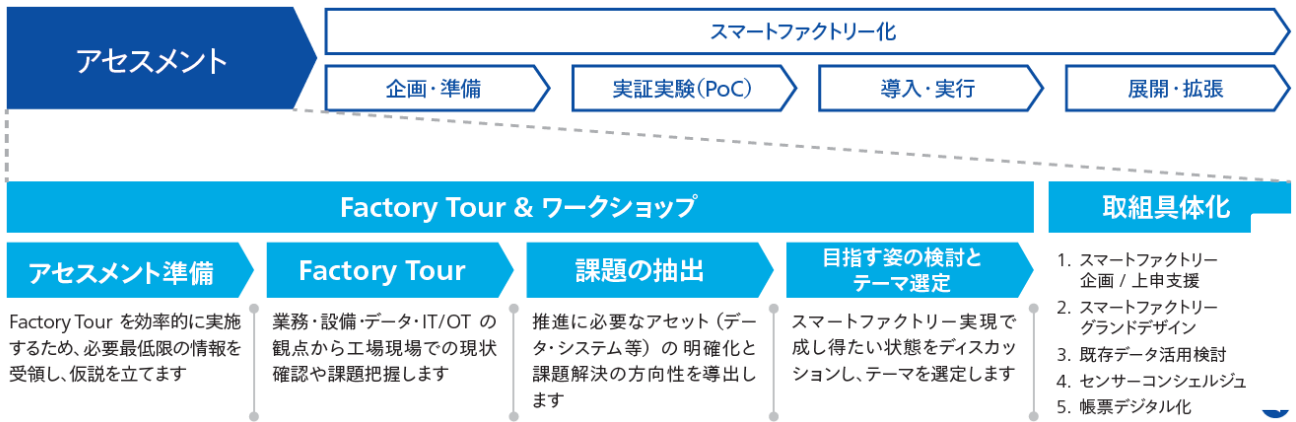 アセスメント
スマートファクトリー化
企画・準備
実証実験（PoC）
導入・実行
展開・拡張
Factory Tour & ワークショップ
取組具体化
アセスメント準備
Factory Tour を効率的に実施
するため、必要最低限の情報を
受領し、仮説を立てます
Factory Tour
業務・設備・データ・IT/OT の
観点から工場現場での現状
確認や課題把握します
課題の抽出
推進に必要なアセット（デー
タ・システム等）の明確化と
課題解決の方向性を導出し
ます
目指す姿の検討と
テーマ選定
スマートファクトリー実現で
成し得たい状態をディスカッ
ションし、テーマを選定します
1. スマートファクトリー
企画 / 上申支援
2. スマートファクトリー
グランドデザイン
3. 既存データ活用検討
4. センサーコンシェルジュ
5. 帳票デジタル化